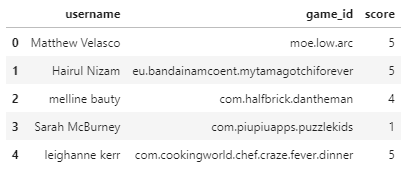 username game_id score
0 Matthew Velasco moe.low.arc 5
1 Hairul Nizam eu.bandainamcoent.mytamagotchiforever 5
2 melline bauty com.halfbrick.dantheman 4
3 Sarah McBurney com.piupiuapps.puzzlekids 1
4 leighanne kerr com.cookingworld.chef.craze.fever.dinner 5